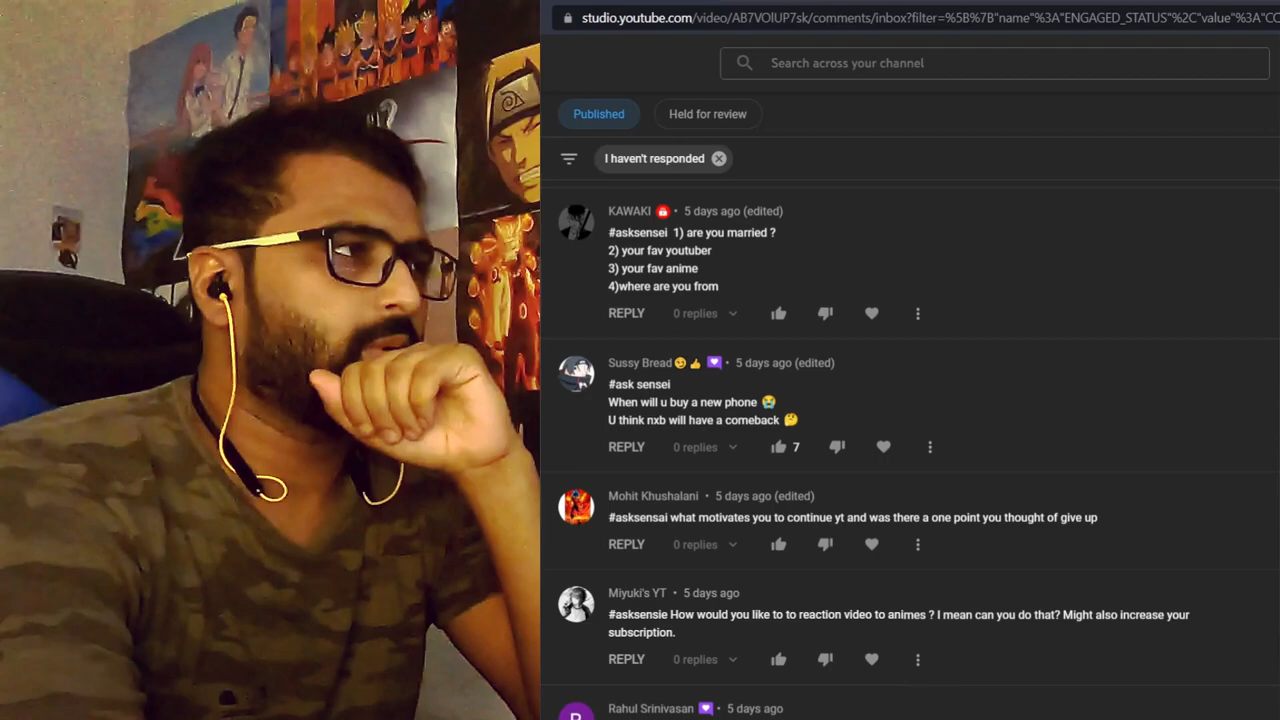 studio.youtube.com/video/AB7VOlUP7sk/comments/inbox?filter=%5B%7B"name"%3A"ENGAGED_STATUS"%2C"value"%3A"CO
Search across your channel
Published Held for review
I haven't responded
KAWAKI • 5 days ago (edited)
#asksensei 1) are you married ?
2) your fav youtuber
3) your fav anime
4)where are you from
REPLY 0 replies
Sussy Bread😉👍 • 5 days ago (edited)
#ask sensei
When will u buy a new phone 😭
U think nxb will have a comeback 🤔
REPLY 0 replies 7
Mohit Khushalani • 5 days ago (edited)
#asksensai what motivates you to continue yt and was there a one point you thought of give up
REPLY 0 replies
Miyuki's YT • 5 days ago
#asksensie How would you like to to reaction video to animes ? I mean can you do that? Might also increase your
subscription.
REPLY 0 replies
R Rahul Srinivasan • 5 days ago